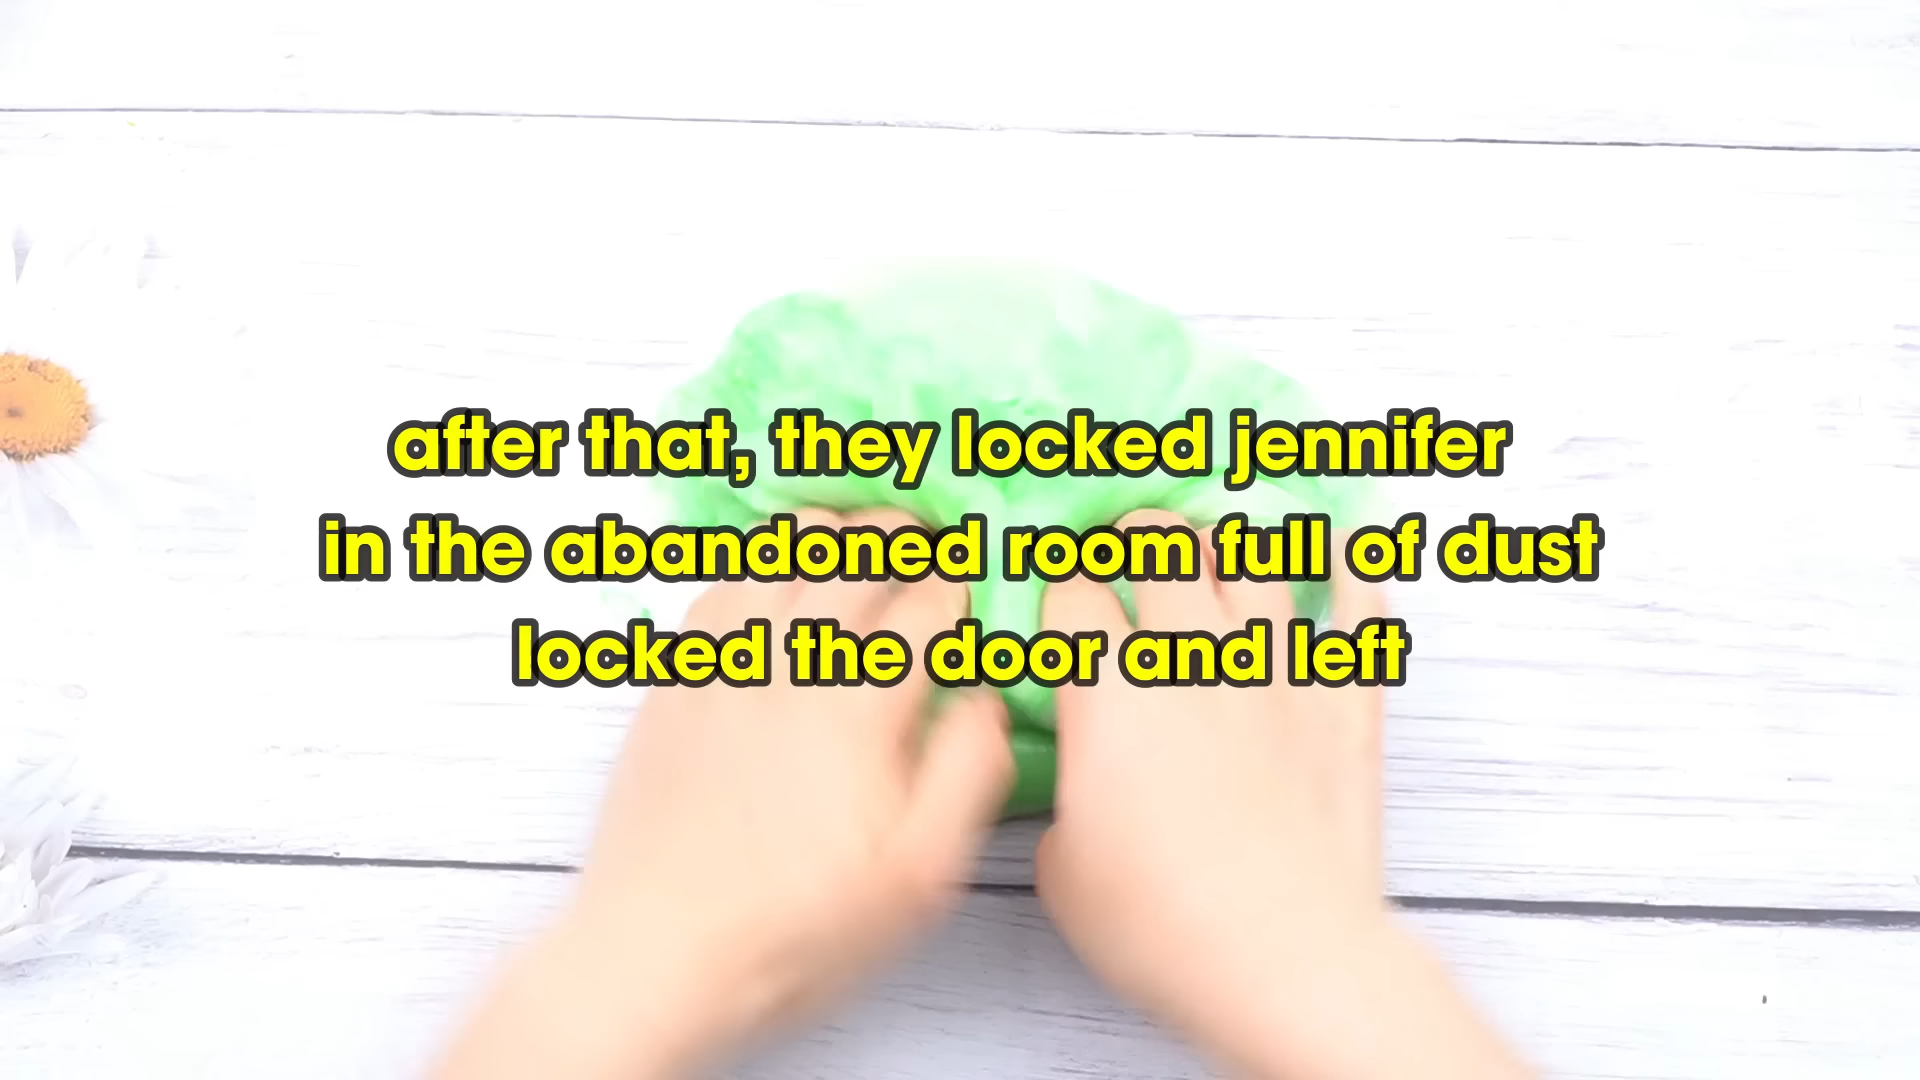 after that, they locked jennifer
in the abandoned room full of dust
locked the door and left